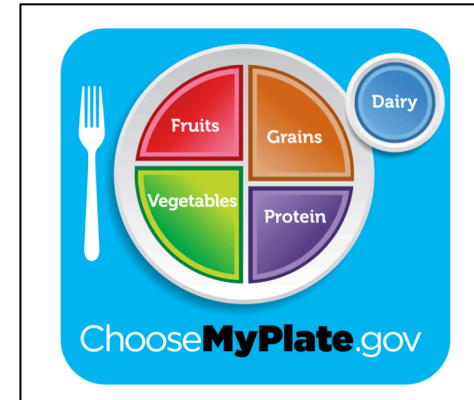 Dairy
Fruits
Grains
Vegetables
Protein
ChooseMyPlate.gov